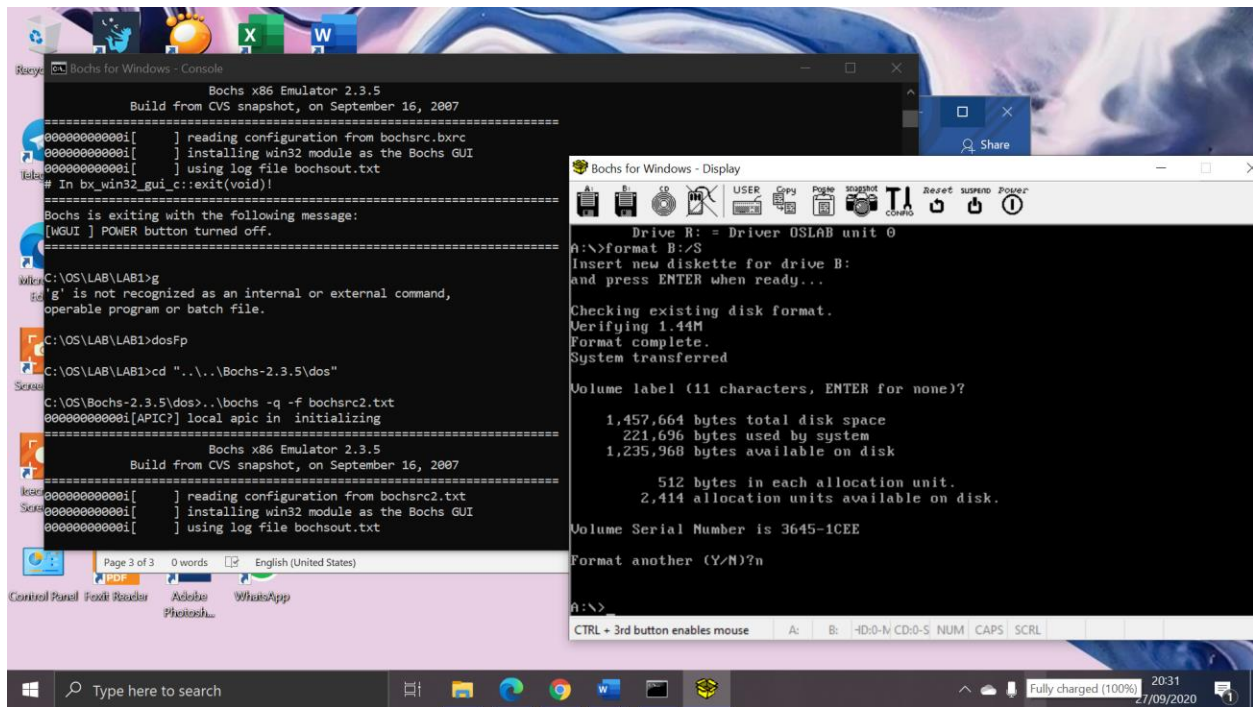 Bochs for Windows - Console
Bochs x86 Emulator 2.3.5
Build from CVS snapshot, on September 16, 2007
========================================================================
00000000000i[     ] reading configuration from bochsrc.bxrc
00000000000i[     ] installing win32 module as the Bochs GUI
00000000000i[     ] using log file bochsout.txt
# In bx_win32_gui_c::exit(void)!
========================================================================
Bochs is exiting with the following message:
[WGUI ] POWER button turned off.
========================================================================
C:\OS\LAB\LAB1>g
'g' is not recognized as an internal or external command,
operable program or batch file.
C:\OS\LAB\LAB1>dosFp
C:\OS\LAB\LAB1>cd "..\..\Bochs-2.3.5\dos"
C:\OS\Bochs-2.3.5\dos>..\bochs -q -f bochsrc2.txt
00000000000i[APIC?] local apic in  initializing
========================================================================
Bochs x86 Emulator 2.3.5
Build from CVS snapshot, on September 16, 2007
========================================================================
00000000000i[     ] reading configuration from bochsrc2.txt
00000000000i[     ] installing win32 module as the Bochs GUI
00000000000i[     ] using log file bochsout.txt
Share
Bochs for Windows - Display
A: B: CD USER Copy Paste snapshot CONFIG Reset SUSPEND Power
Drive R: = Driver OSLAB unit 0
A:\>format B:/S
Insert new diskette for drive B:
and press ENTER when ready...
Checking existing disk format.
Verifying 1.44M
Format complete.
System transferred
Volume label (11 characters, ENTER for none)?
1,457,664 bytes total disk space
221,696 bytes used by system
1,235,968 bytes available on disk
512 bytes in each allocation unit.
2,414 allocation units available on disk.
Volume Serial Number is 3645-1CEE
Format another (Y/N)?n
A:\>_
CTRL + 3rd button enables mouse A: B: HD:0-M CD:0-S NUM CAPS SCRL
Page 3 of 3 0 words English (United States)
PDF
Control Panel Foxit Reader Adobe WhatsApp
Photosh...
Type here to search
Fully charged (100%)
20:31
27/09/2020
1